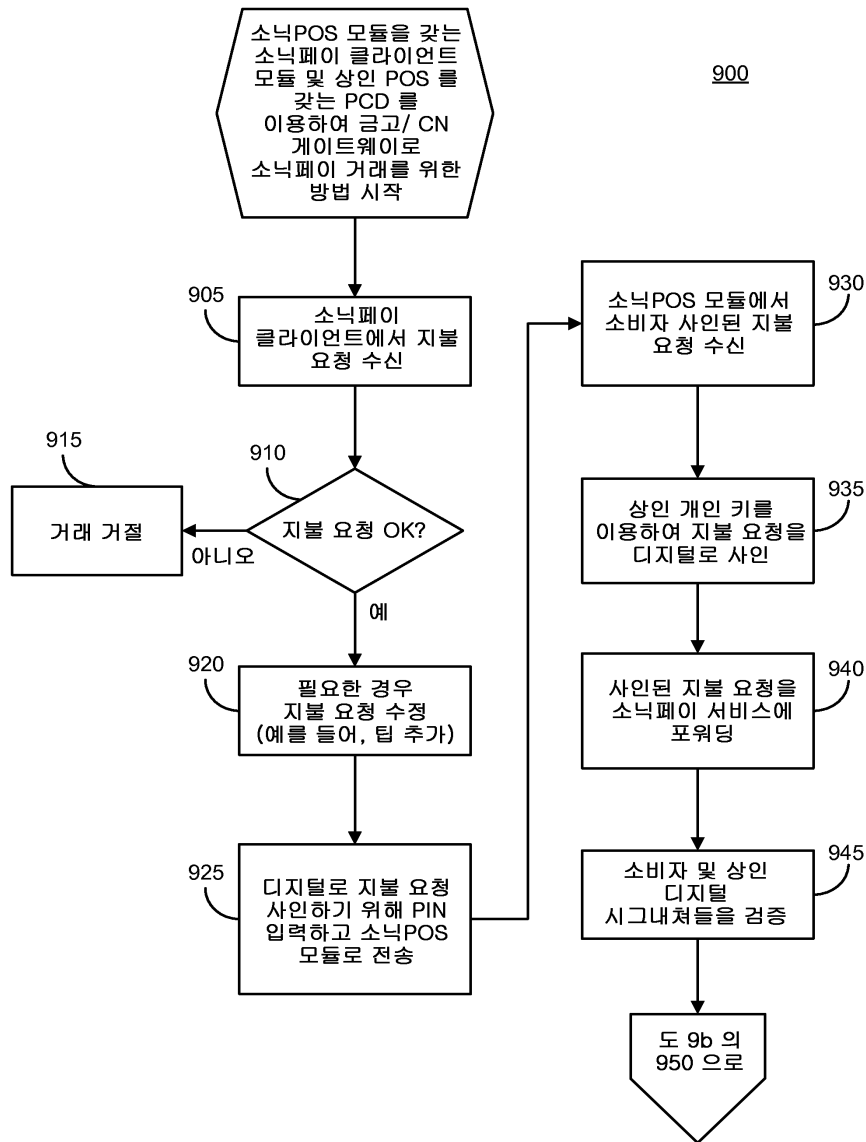 소닉POS 모듈을 갖는
소닉페이 클라이언트
모듈 및 상인 POS 를
갖는 PCD 를
이용하여 금고/ CN
게이트웨이로
소닉페이 거래를 위한
방법 시작
900
905
소닉페이
클라이언트에서 지불
요청 수신
910
지불 요청 OK?
915
거래 거절
아니오
예
920
필요한 경우
지불 요청 수정
(예를 들어, 팁 추가)
925
디지털로 지불 요청
사인하기 위해 PIN
입력하고 소닉POS
모듈로 전송
930
소닉POS 모듈에서
소비자 사인된 지불
요청 수신
935
상인 개인 키를
이용하여 지불 요청을
디지털로 사인
940
사인된 지불 요청을
소닉페이 서비스에
포워딩
945
소비자 및 상인
디지털
시그내쳐들을 검증
도 9b 의
950 으로